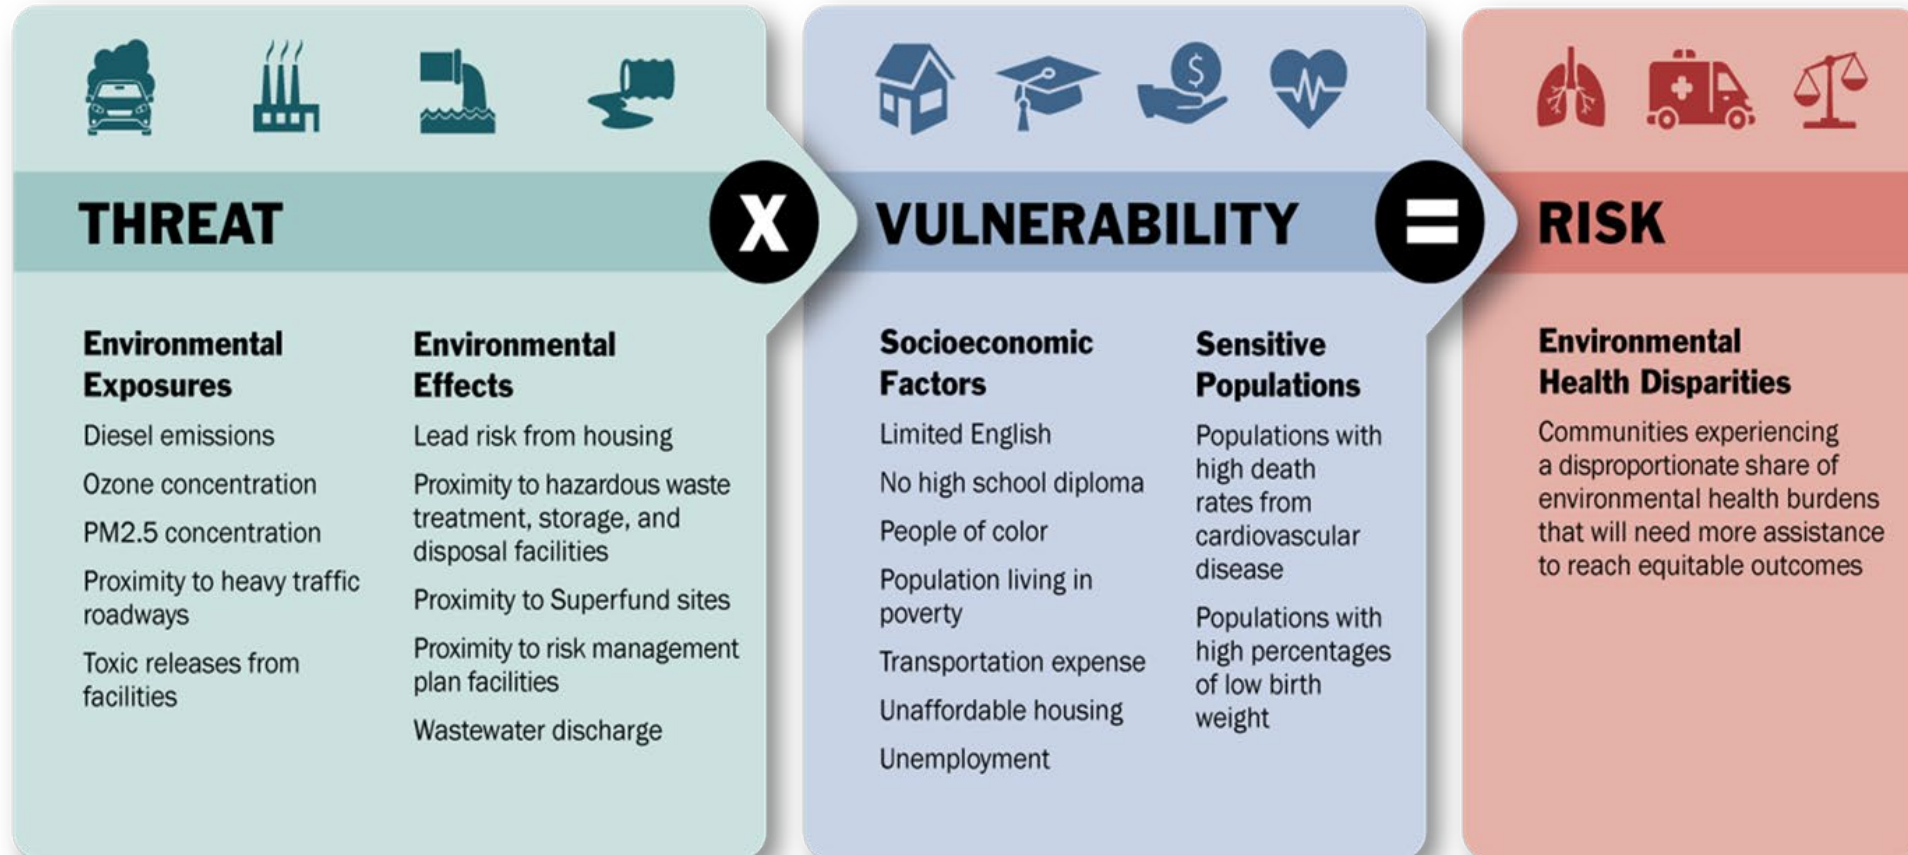 THREAT
X
VULNERABILITY
=
RISK
Environmental
Exposures
Diesel emissions
Ozone concentration
PM2.5 concentration
Proximity to heavy traffic
roadways
Toxic releases from
facilities
Environmental
Effects
Lead risk from housing
Proximity to hazardous waste
treatment, storage, and
disposal facilities
Proximity to Superfund sites
Proximity to risk management
plan facilities
Wastewater discharge
Socioeconomic
Factors
Limited English
No high school diploma
People of color
Population living in
poverty
Transportation expense
Unaffordable housing
Unemployment
Sensitive
Populations
Populations with
high death
rates from
cardiovascular
disease
Populations with
high percentages
of low birth
weight
Environmental
Health Disparities
Communities experiencing
a disproportionate share of
environmental health burdens
that will need more assistance
to reach equitable outcomes
$